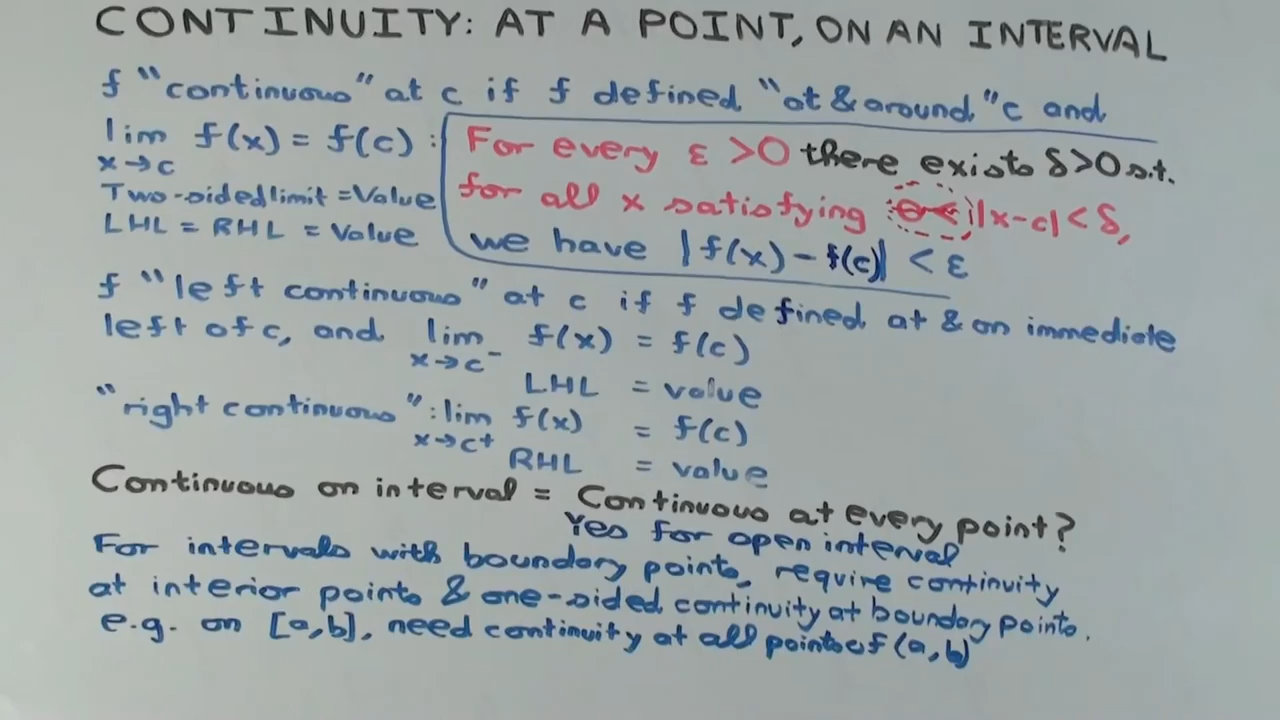 CONTINUITY: AT A POINT, ON AN INTERVAL
f "continuous" at c if f defined "at & around" c and
lim f(x) = f(c) :
x→c
Two-sided limit = Value
LHL = RHL = Value
For every ε >0 there exists δ>0 s.t.
for all x satisfying |x-c| < δ,
we have |f(x) - f(c)| < ε
f "left continuous" at c if f defined at & on immediate
left of c, and lim f(x) = f(c)
x→c⁻
LHL = value
"right continuous" : lim f(x) = f(c)
x→c⁺
RHL = value
Continuous on interval = Continuous at every point?
Yes for open interval
For intervals with boundary points, require continuity
at interior points & one-sided continuity at boundary points.
e.g. on [a,b], need continuity at all points of (a,b)